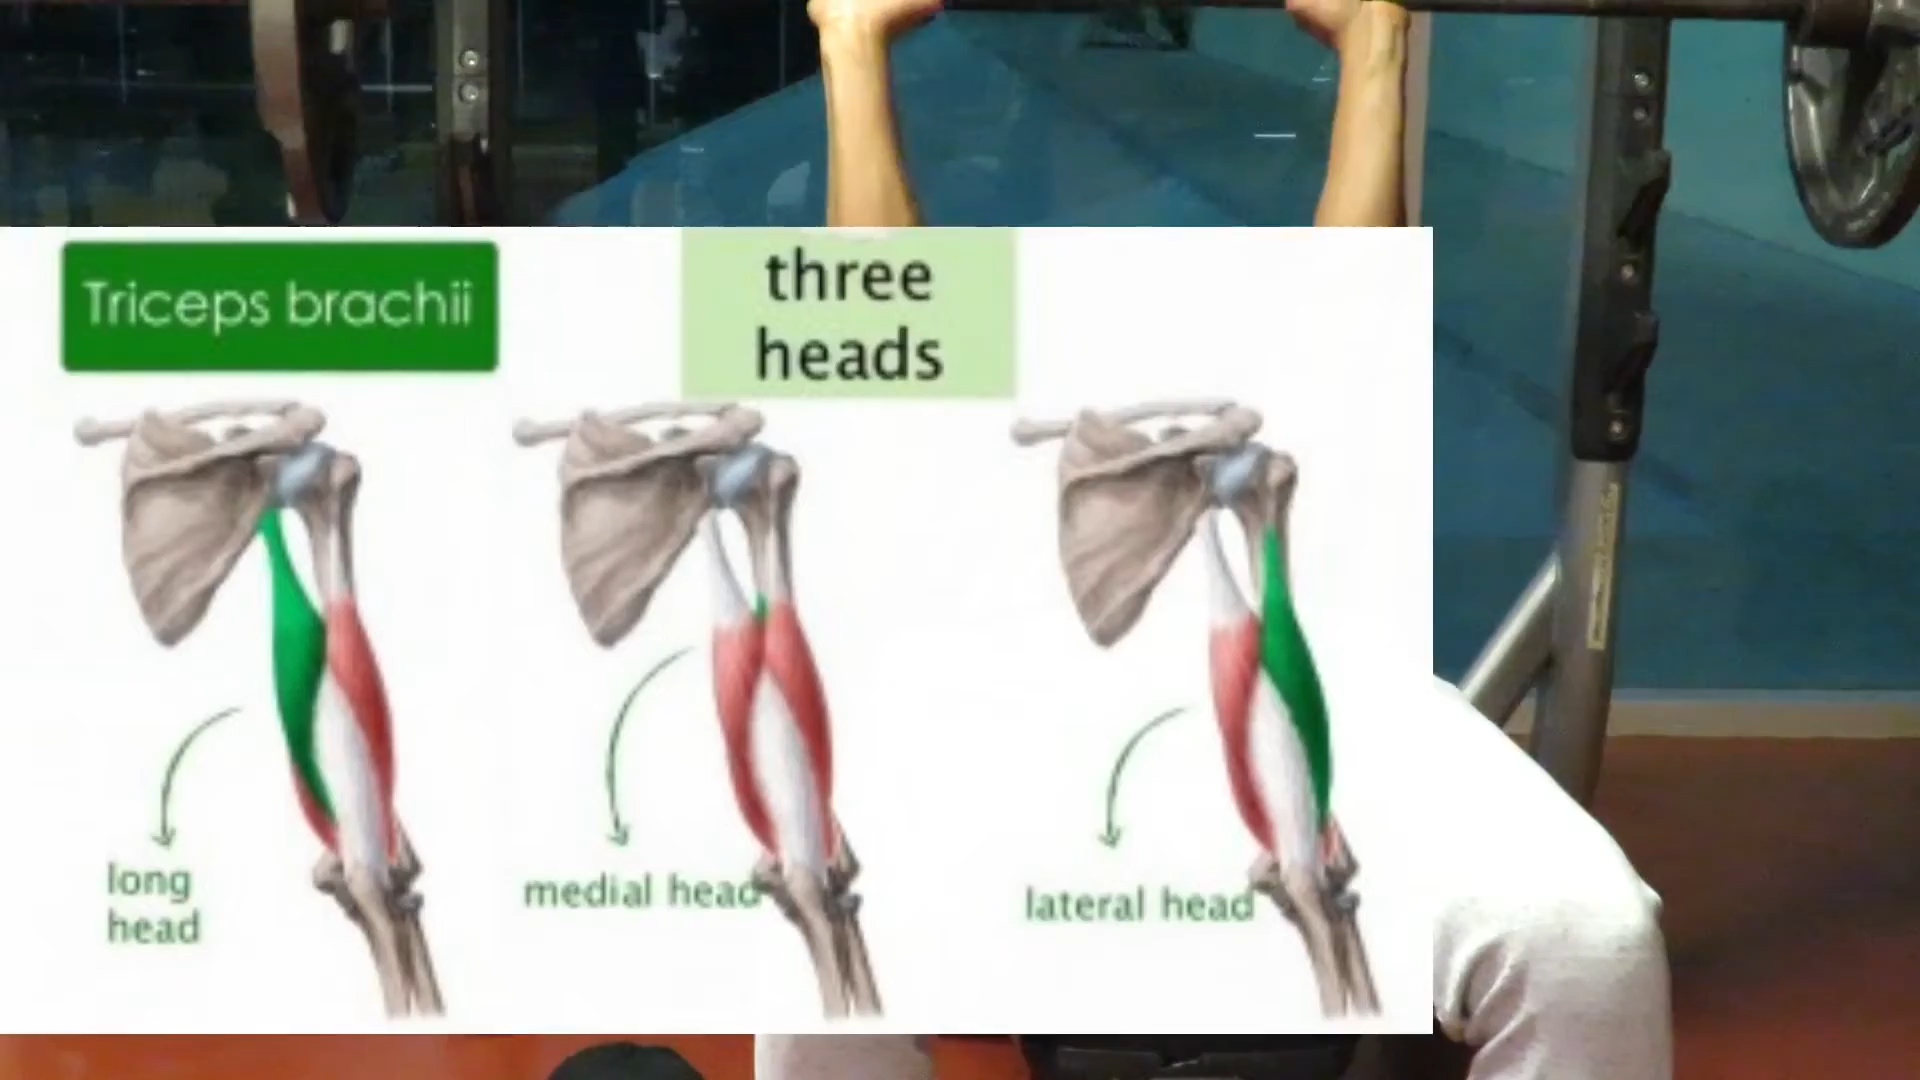 Triceps brachii
three
heads
long
head
medial head
lateral head